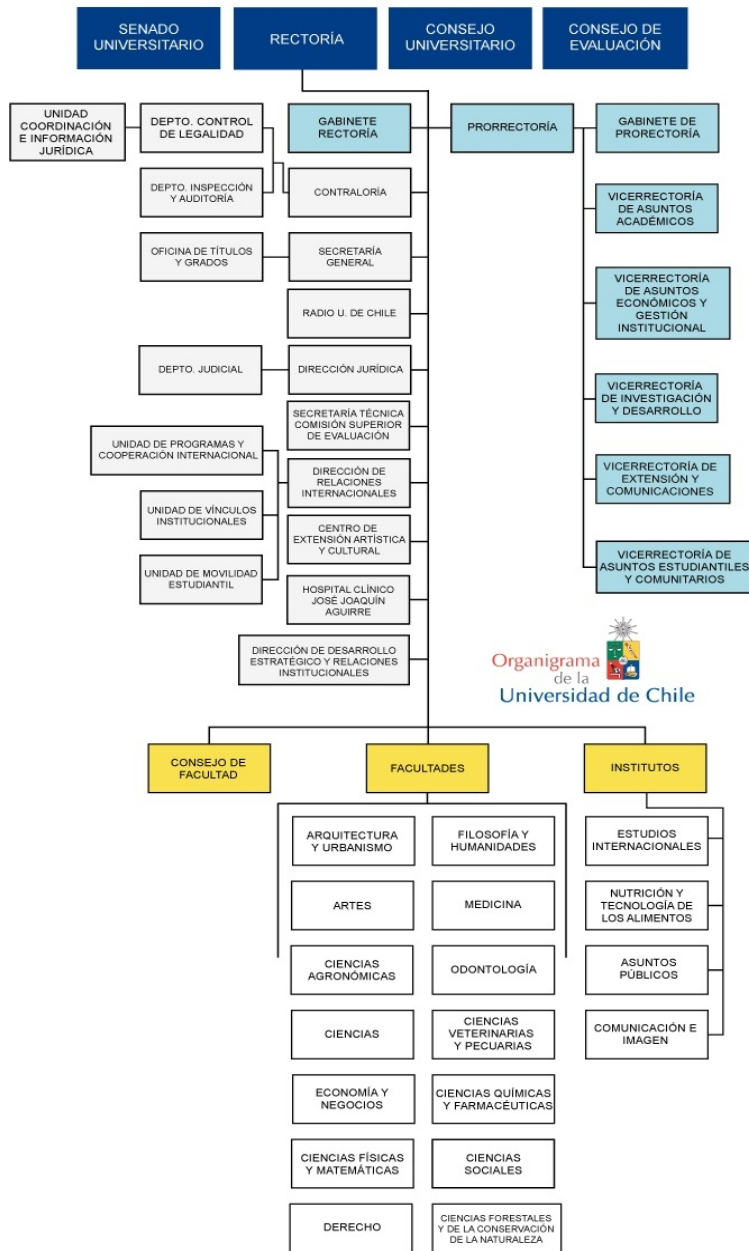 SENADO
UNIVERSITARIO
RECTORÍA
CONSEJO
UNIVERSITARIO
CONSEJO DE
EVALUACIÓN
UNIDAD
COORDINACIÓN
E INFORMACIÓN
JURÍDICA
DEPTO. CONTROL
DE LEGALIDAD
GABINETE
RECTORÍA
PRORRECTORÍA
GABINETE DE
PRORECTORÍA
DEPTO. INSPECCIÓN
Y AUDITORÍA
CONTRALORÍA
VICERRECTORÍA
DE ASUNTOS
ACADÉMICOS
OFICINA DE TÍTULOS
Y GRADOS
SECRETARÍA
GENERAL
VICERRECTORÍA
DE ASUNTOS
ECONÓMICOS Y
GESTIÓN
INSTITUCIONAL
RADIO U. DE CHILE
DEPTO. JUDICIAL
DIRECCIÓN JURÍDICA
VICERRECTORÍA
DE INVESTIGACIÓN
Y DESARROLLO
SECRETARÍA TÉCNICA
COMISIÓN SUPERIOR
DE EVALUACIÓN
UNIDAD DE PROGRAMAS Y
COOPERACIÓN INTERNACIONAL
DIRECCIÓN DE
RELACIONES
INTERNACIONALES
VICERRECTORÍA DE
EXTENSIÓN Y
COMUNICACIONES
UNIDAD DE VÍNCULOS
INSTITUCIONALES
CENTRO DE
EXTENSIÓN ARTÍSTICA
Y CULTURAL
UNIDAD DE MOVILIDAD
ESTUDIANTIL
HOSPITAL CLÍNICO
JOSÉ JOAQUÍN
AGUIRRE
VICERRECTORÍA DE
ASUNTOS ESTUDIANTILES
Y COMUNITARIOS
DIRECCIÓN DE DESARROLLO
ESTRATÉGICO Y RELACIONES
INSTITUCIONALES
Organigrama
de la
Universidad de Chile
CONSEJO DE
FACULTAD
FACULTADES
INSTITUTOS
ARQUITECTURA
Y URBANISMO
FILOSOFÍA Y
HUMANIDADES
ESTUDIOS
INTERNACIONALES
ARTES
MEDICINA
NUTRICIÓN Y
TECNOLOGÍA DE
LOS ALIMENTOS
CIENCIAS
AGRONÓMICAS
ODONTOLOGÍA
ASUNTOS
PÚBLICOS
CIENCIAS
CIENCIAS
VETERINARIAS
Y PECUARIAS
COMUNICACIÓN E
IMAGEN
ECONOMÍA Y
NEGOCIOS
CIENCIAS QUÍMICAS
Y FARMACÉUTICAS
CIENCIAS FÍSICAS
Y MATEMÁTICAS
CIENCIAS
SOCIALES
DERECHO
CIENCIAS FORESTALES
Y DE LA CONSERVACIÓN
DE LA NATURALEZA